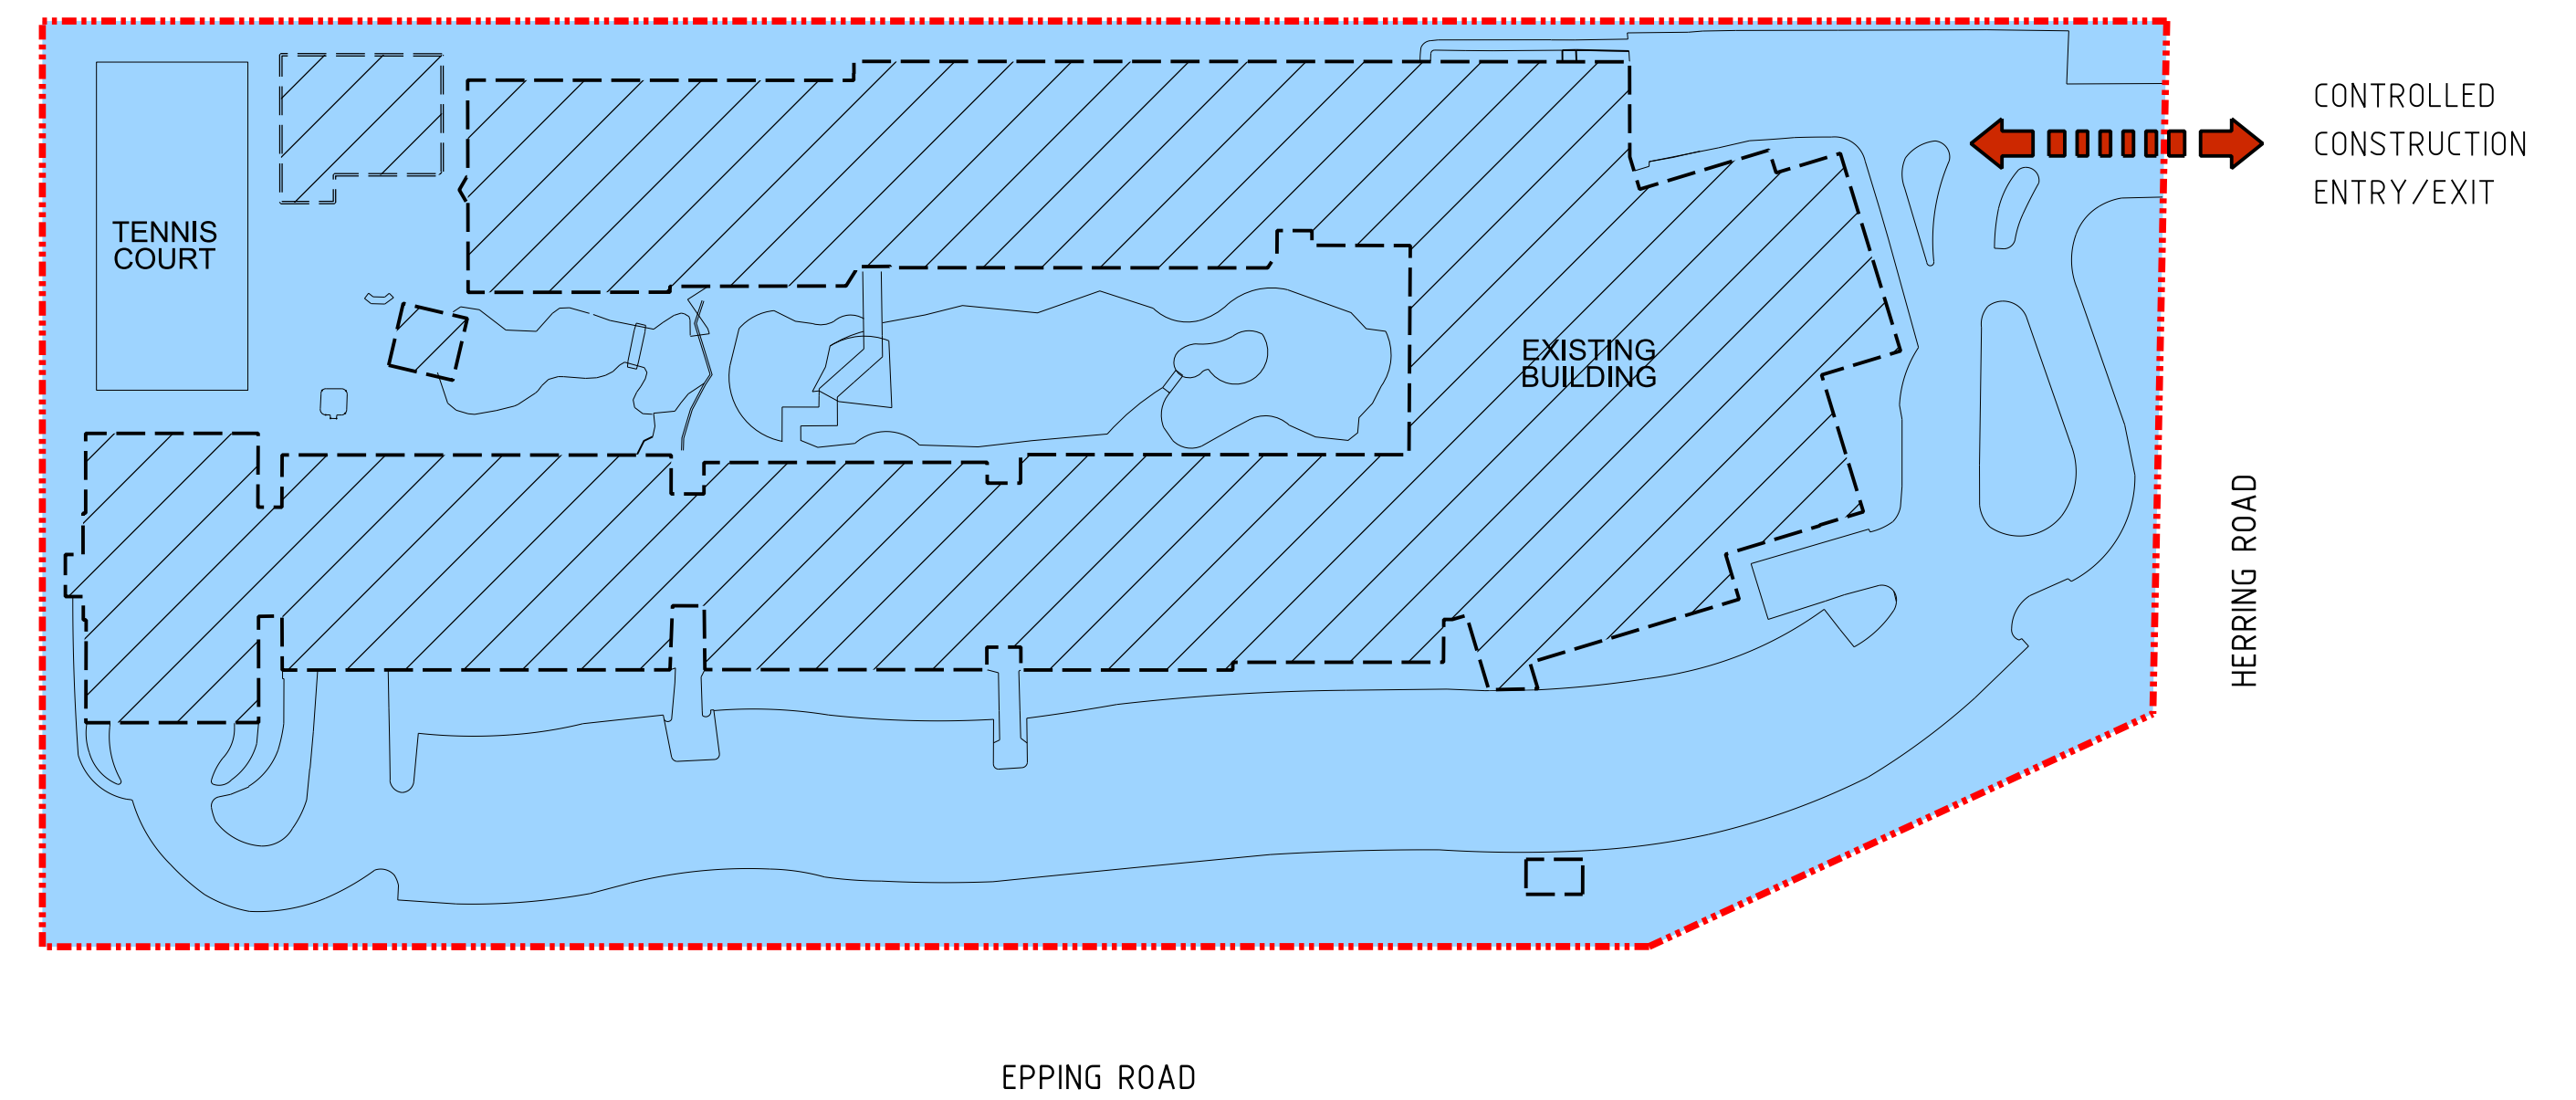 CONTROLLED
CONSTRUCTION
ENTRY/EXIT
TENNIS
COURT
EXISTING
BUILDING
HERRING ROAD
EPPING ROAD